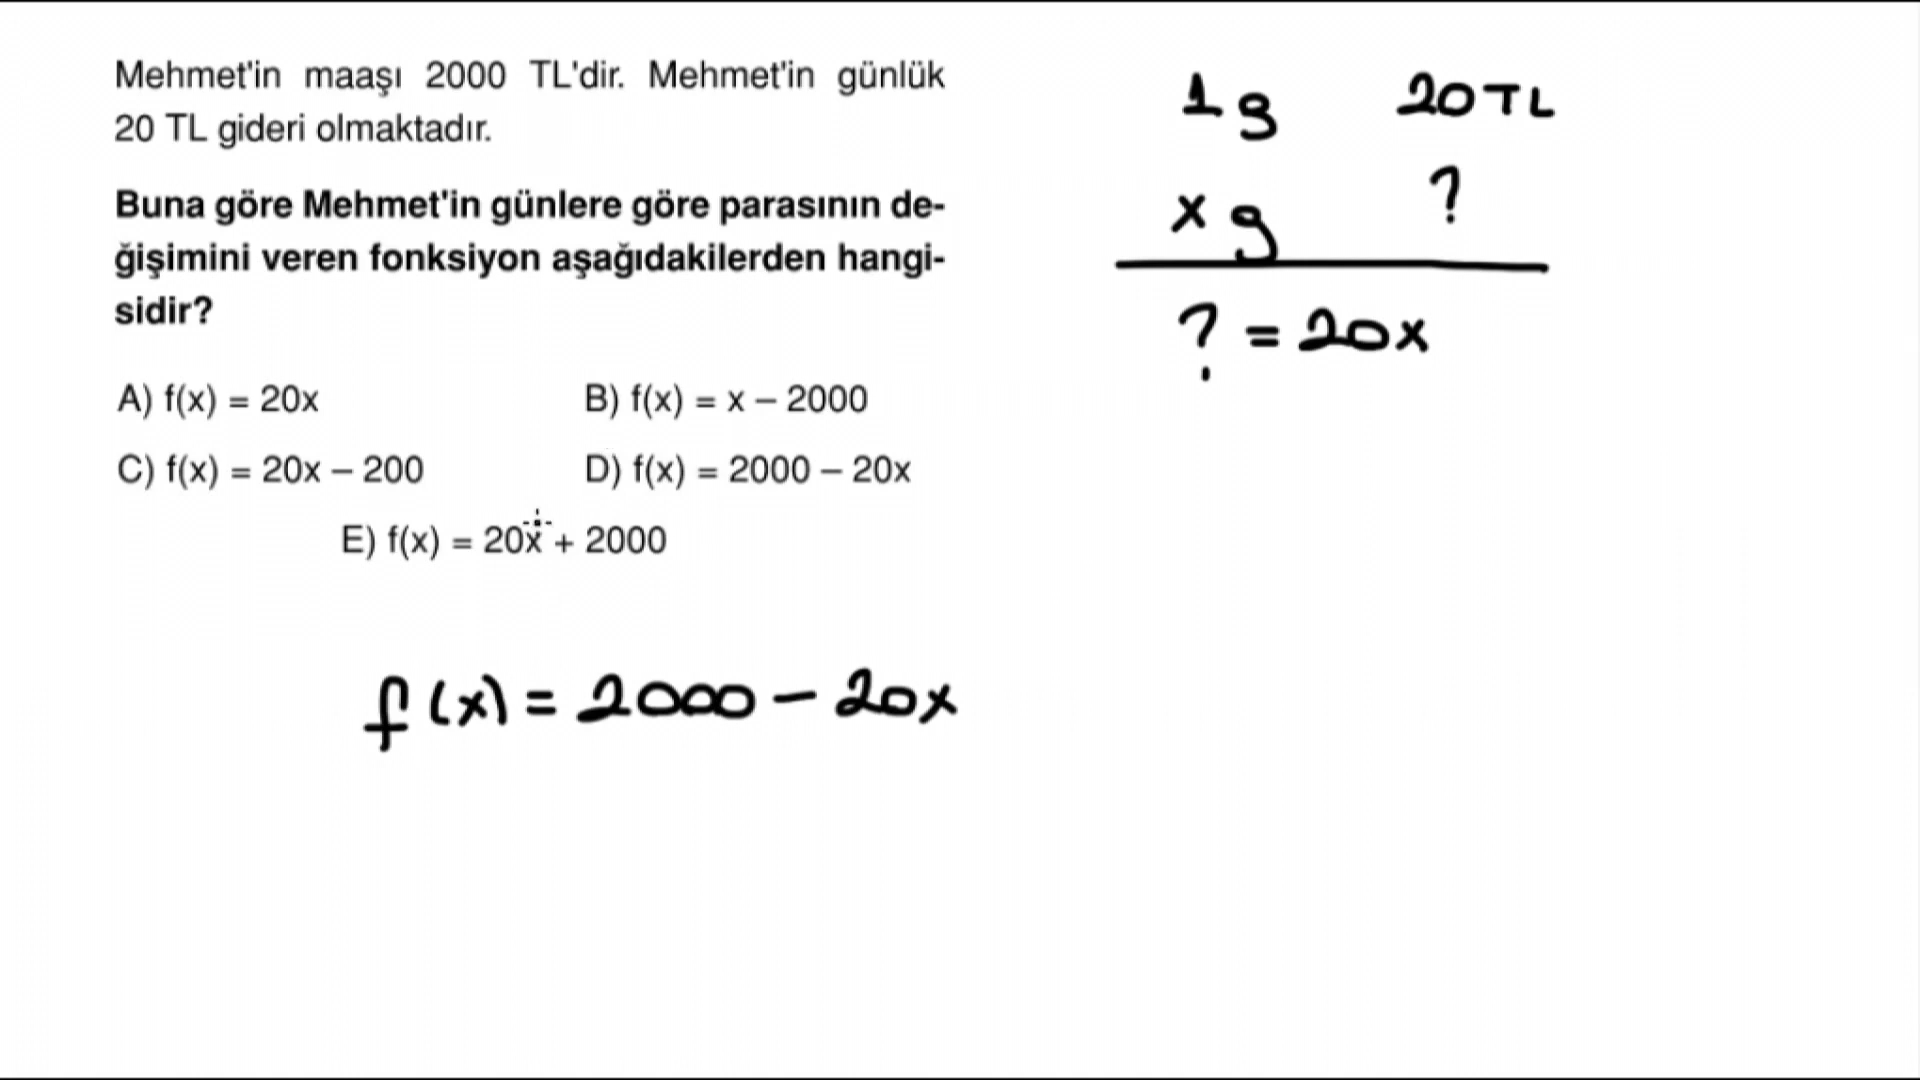 Mehmet'in maaşı 2000 TL'dir. Mehmet'in günlük
20 TL gideri olmaktadır.
Buna göre Mehmet'in günlere göre parasının de-
ğişimini veren fonksiyon aşağıdakilerden hangi-
sidir?
A) f(x) = 20x
B) f(x) = x – 2000
C) f(x) = 20x – 200
D) f(x) = 2000 – 20x
E) f(x) = 20x + 2000
1g 20TL
x g ?
? = 20x
f(x) = 2000 – 20x